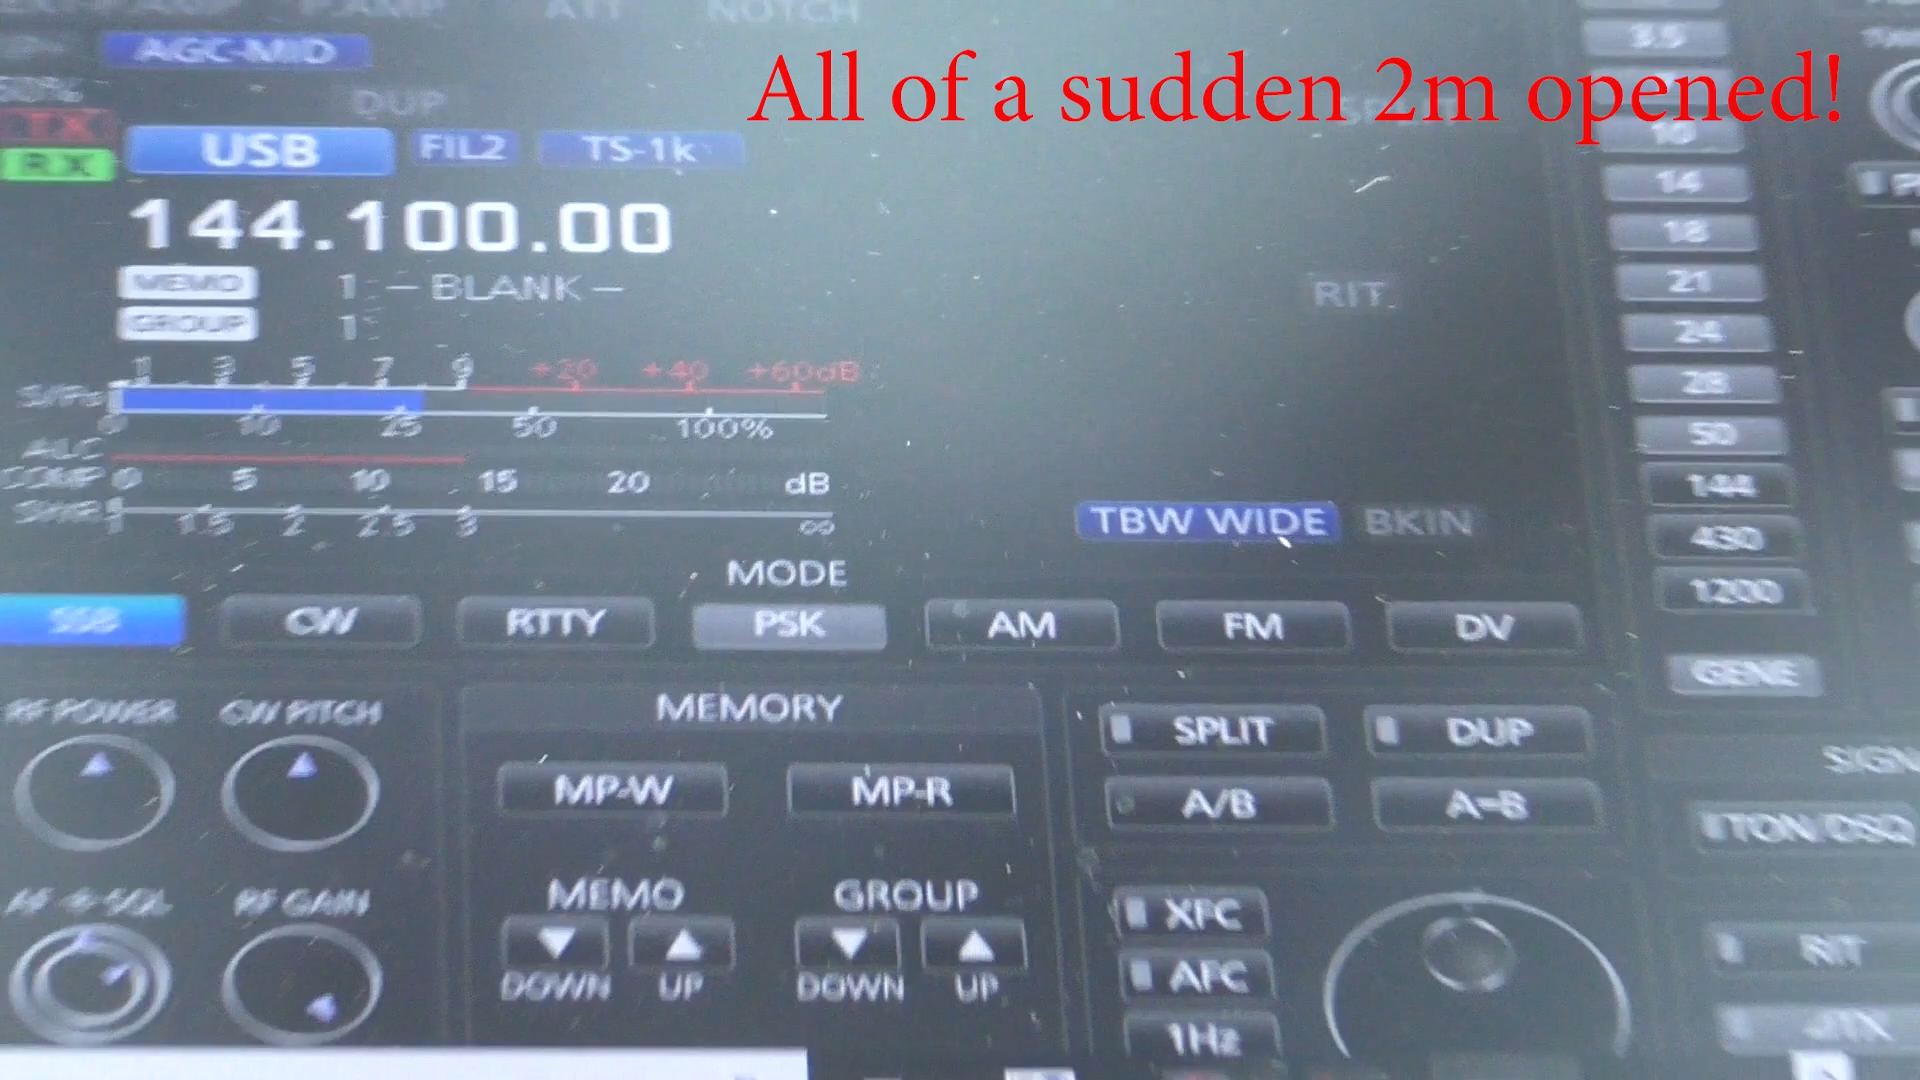 P.AMP ATT NOTCH
AGC-MID
All of a sudden 2m opened!
DUP
TX
RX
USB FIL2 TS-1k
144.100.00
MEMO 1 - BLANK -
GROUP 1
RIT
1 3 5 7 9 +20 +40 +60dB
0 10 25 50 100%
ALC
COMP 0 5 10 15 20 dB
SWR 1 1.5 2 2.5 3 ∞
TBW WIDE BKIN
MODE
SSB CW RTTY PSK AM FM DV
3.5
10
14
18
21
24
28
50
144
430
1200
GENE
RF POWER CW PITCH
MEMORY
MP-W MP-R
SPLIT DUP
A/B A=B
AF SQL RF GAIN
MEMO GROUP
DOWN UP DOWN UP
XFC
AFC
1Hz
SIGN
TON/DSQ
RIT